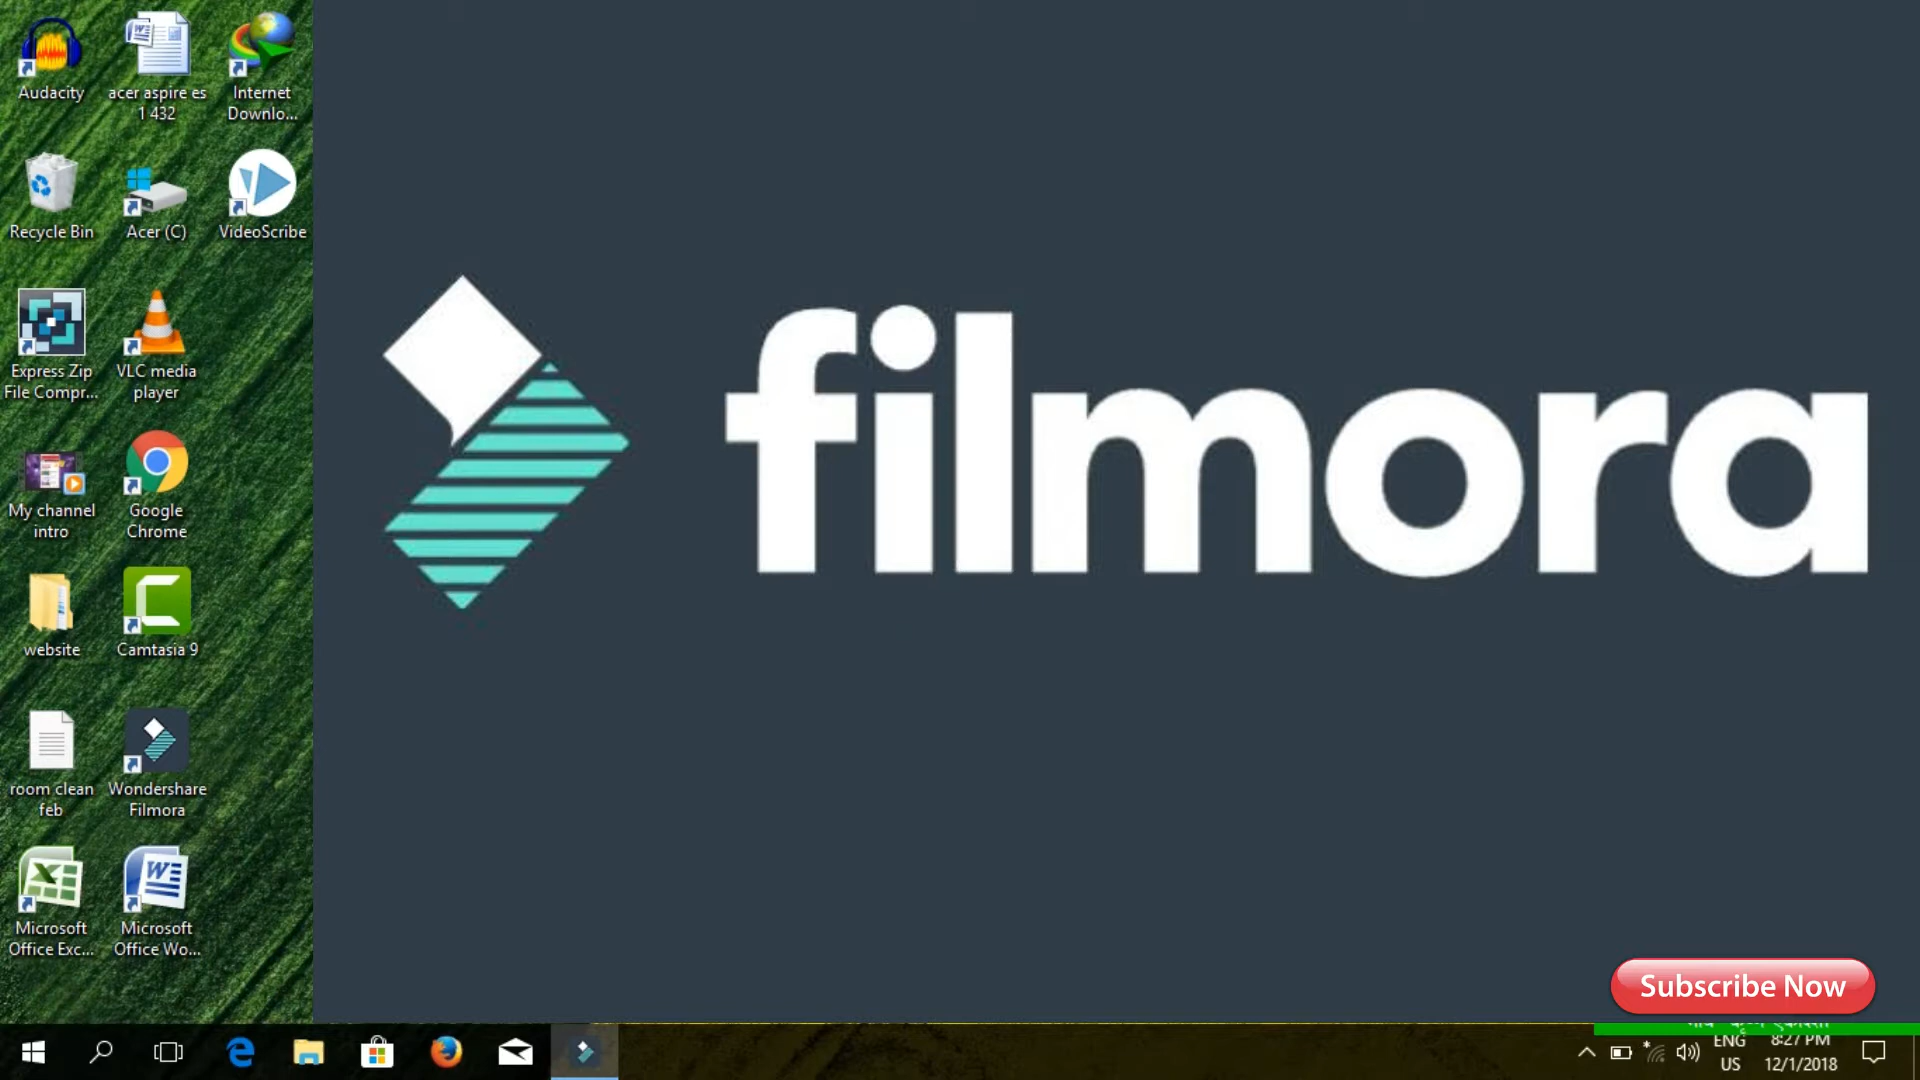 Audacity
acer aspire es
1 432
Internet
Downlo...
Recycle Bin
Acer (C)
VideoScribe
Express Zip
File Compr...
VLC media
player
My channel
intro
Google
Chrome
website
Camtasia 9
room clean
feb
Wondershare
Filmora
Microsoft
Office Exc...
Microsoft
Office Wo...
filmora
Subscribe Now
ENG
US
8:27 PM
12/1/2018